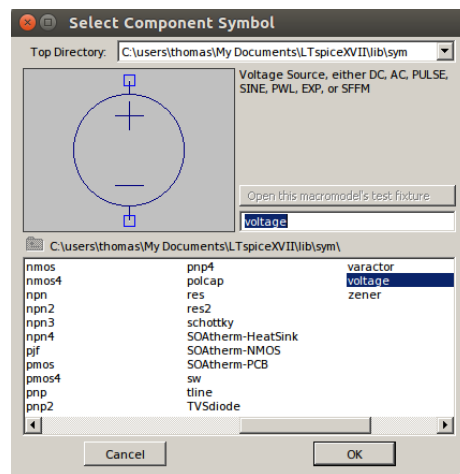 Select Component Symbol
Top Directory: C:\users\thomas\My Documents\LTspiceXVII\lib\sym
Voltage Source, either DC, AC, PULSE,
SINE, PWL, EXP, or SFFM
Open this macromodel's test fixture
voltage
C:\users\thomas\My Documents\LTspiceXVII\lib\sym\
nmos pnp4 varactor
nmos4 polcap voltage
npn res zener
npn2 res2
npn3 schottky
npn4 SOAtherm-HeatSink
pjf SOAtherm-NMOS
pmos SOAtherm-PCB
pmos4 sw
pnp tline
pnp2 TVSdiode
Cancel OK